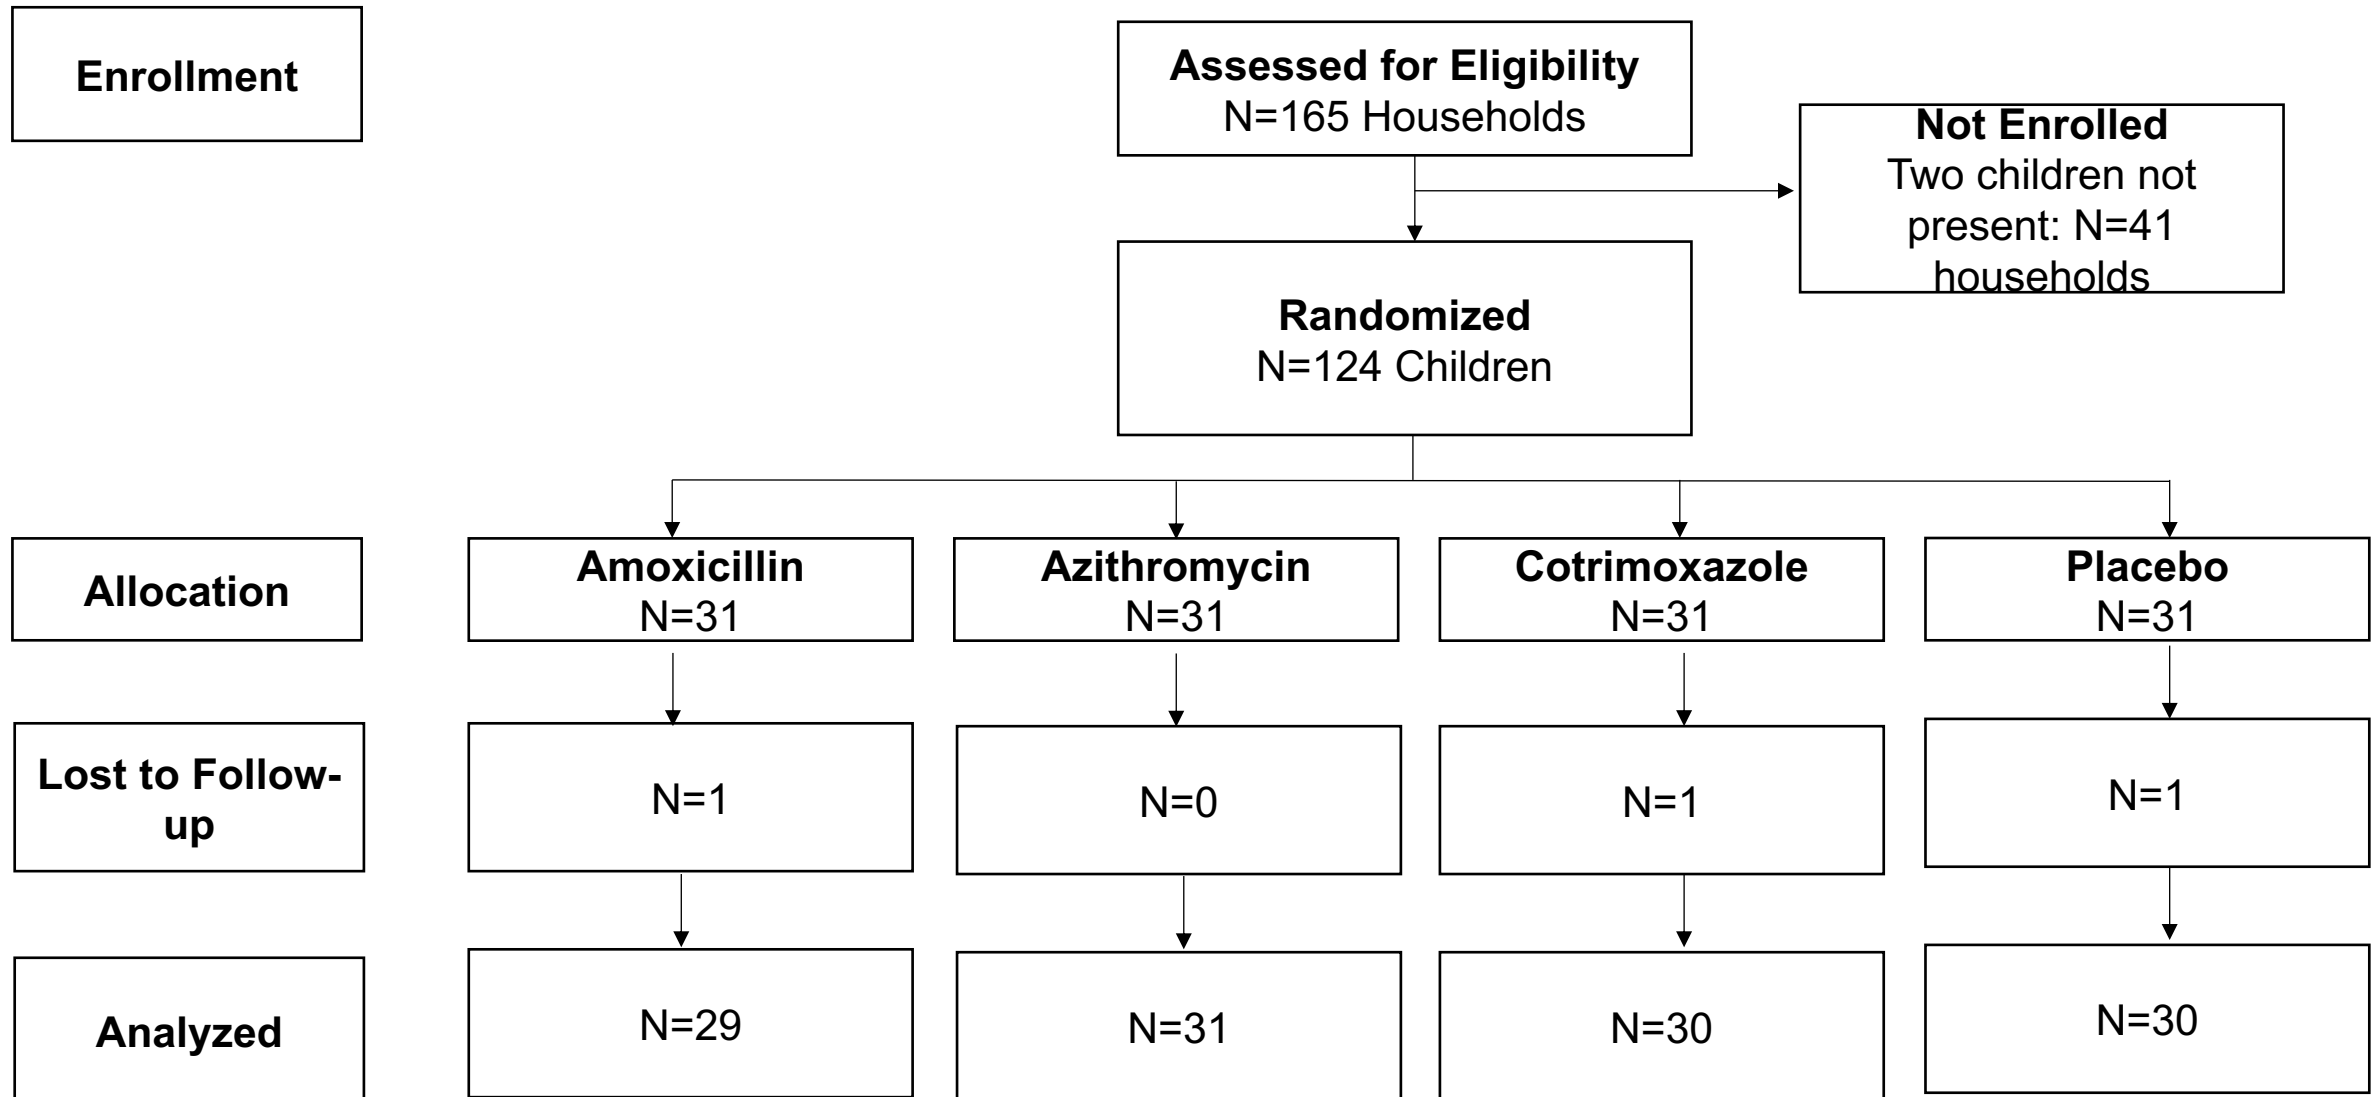 Enrollment
Assessed for Eligibility
N=165 Households
Not Enrolled
Two children not
present: N=41
households
Randomized
N=124 Children
Allocation
Amoxicillin
N=31
Azithromycin
N=31
Cotrimoxazole
N=31
Placebo
N=31
Lost to Follow-
up
N=1
N=0
N=1
N=1
Analyzed
N=29
N=31
N=30
N=30